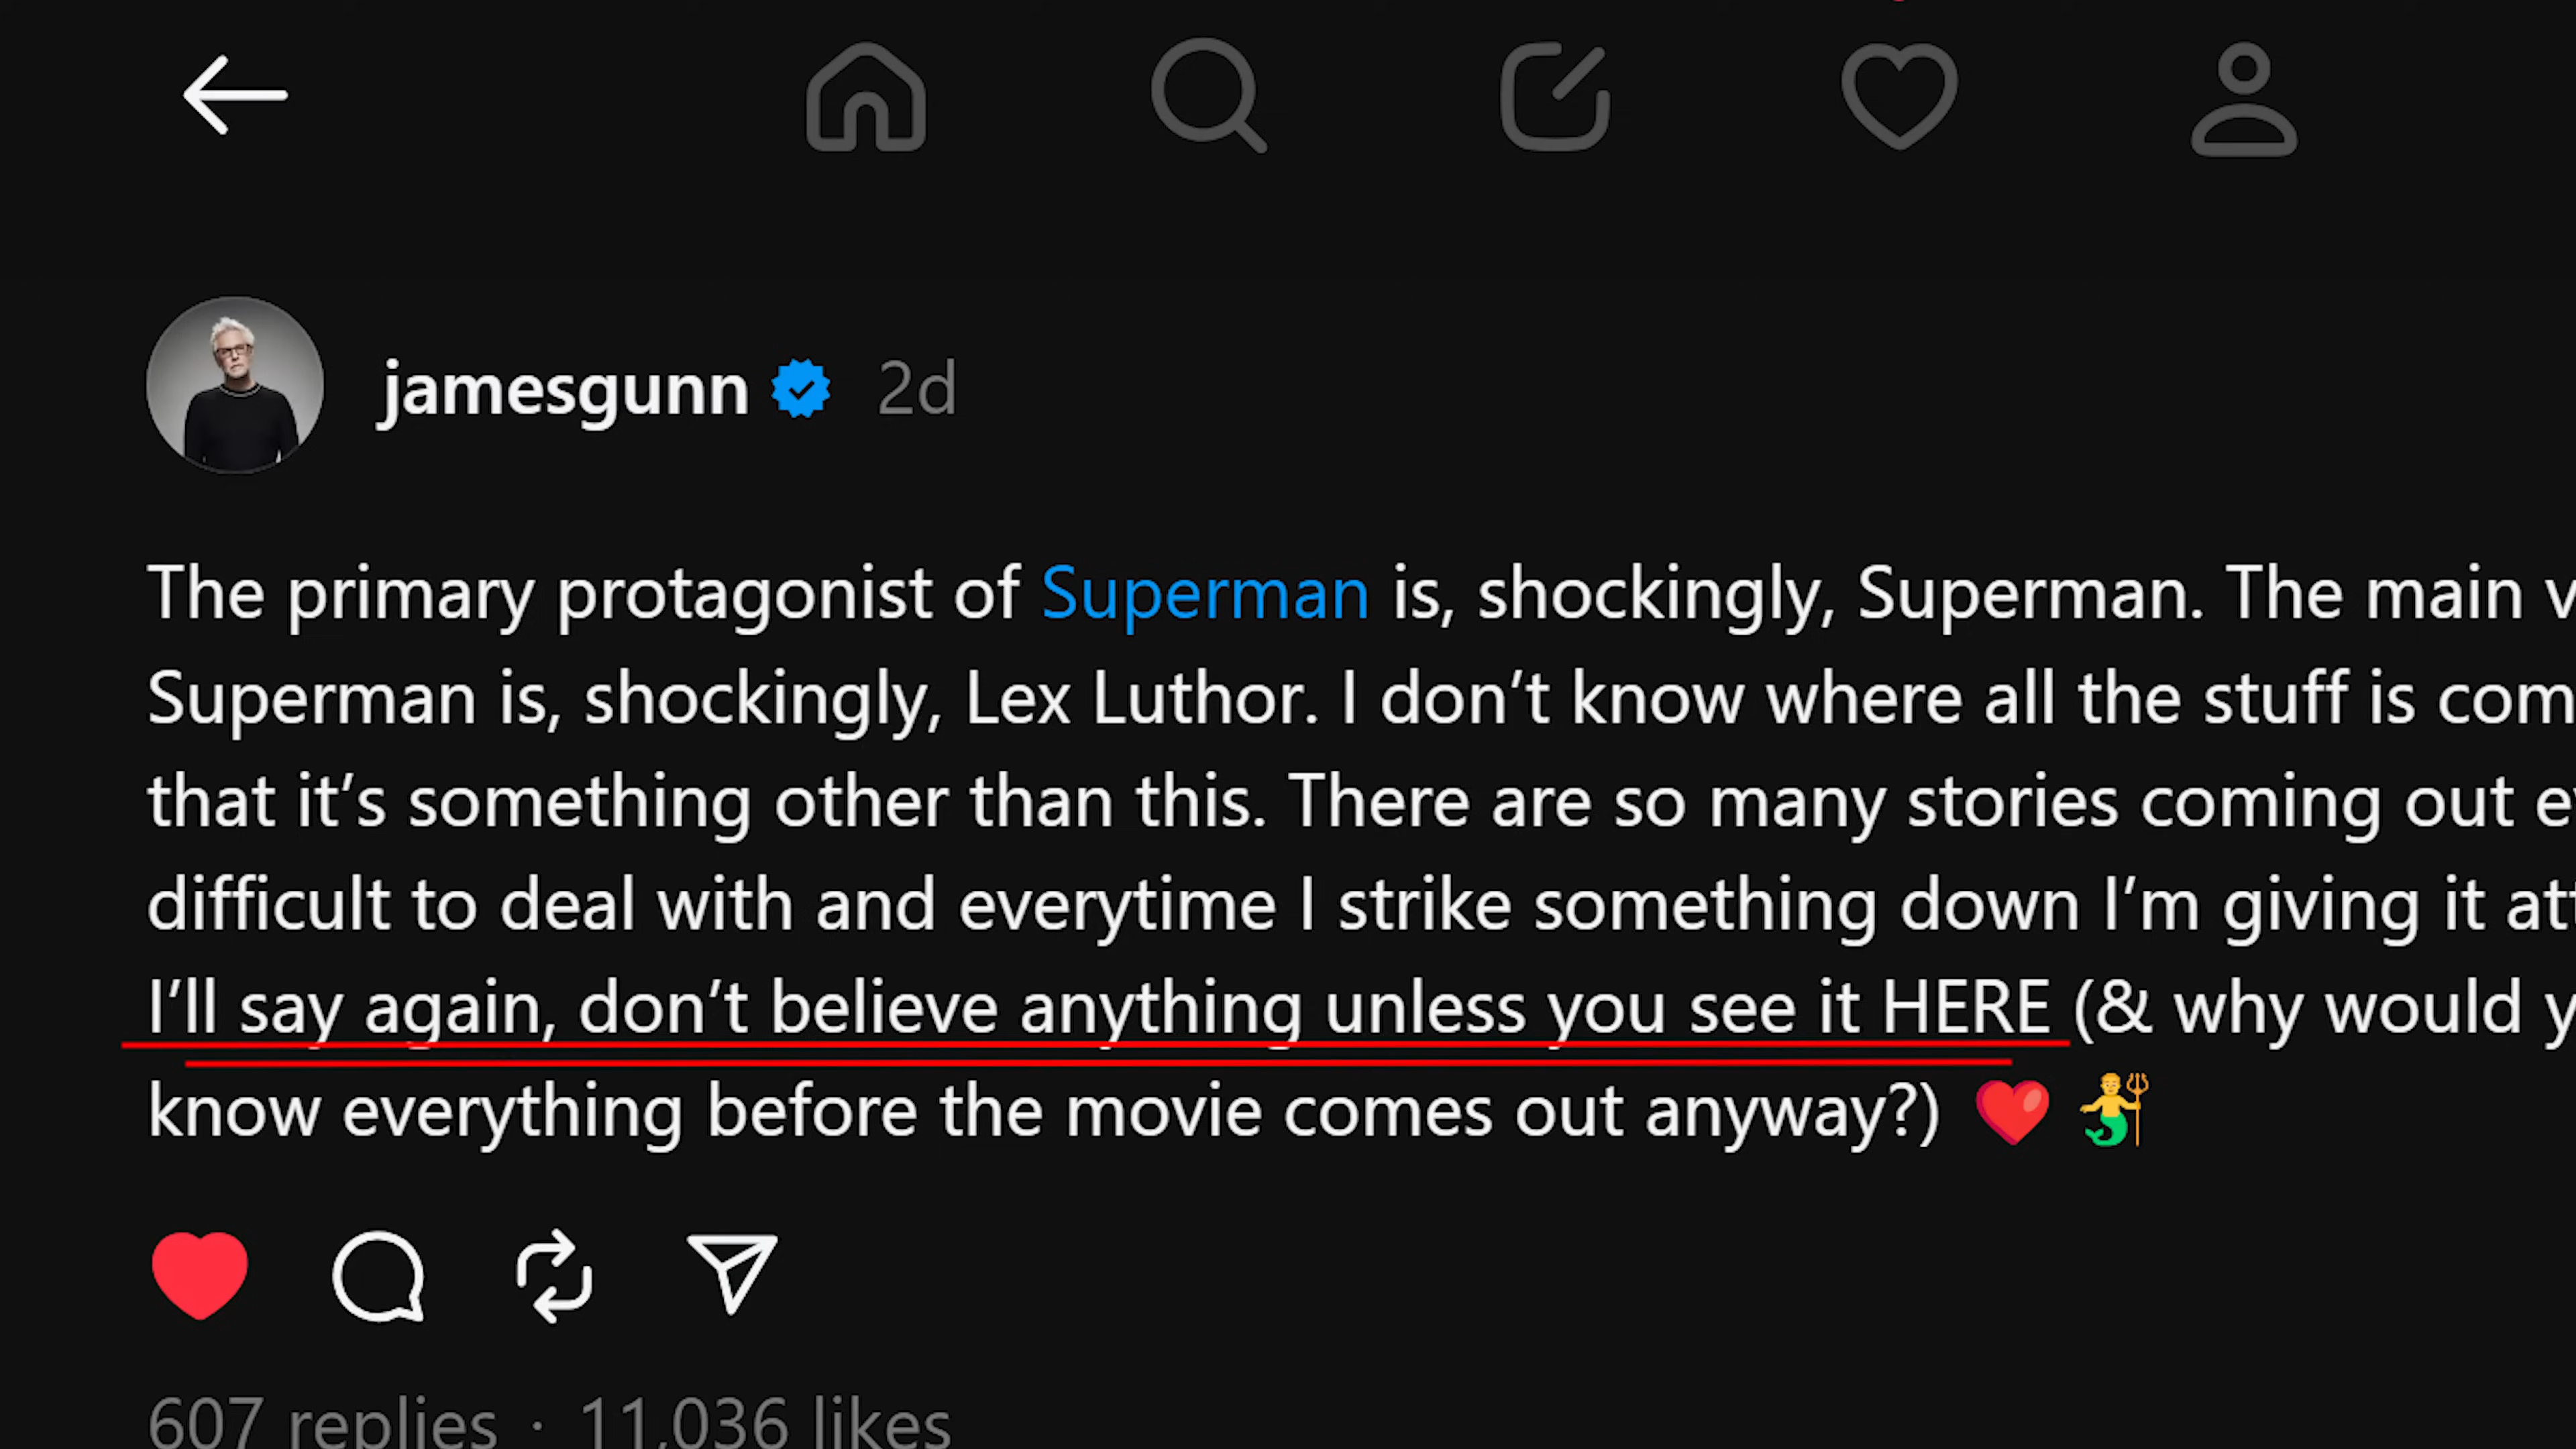 jamesgunn 2d
The primary protagonist of Superman is, shockingly, Superman. The main
Superman is, shockingly, Lex Luthor. I don’t know where all the stuff is
that it’s something other than this. There are so many stories coming out
difficult to deal with and everytime I strike something down I’m giving it
I’ll say again, don’t believe anything unless you see it HERE (& why would
know everything before the movie comes out anyway?) ❤️ 🧜‍♂️
607 replies · 11,036 likes